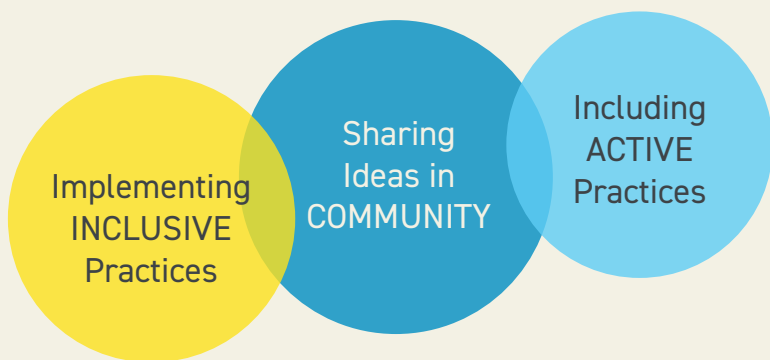 Implementing
INCLUSIVE
Practices
Sharing
Ideas in
COMMUNITY
Including
ACTIVE
Practices